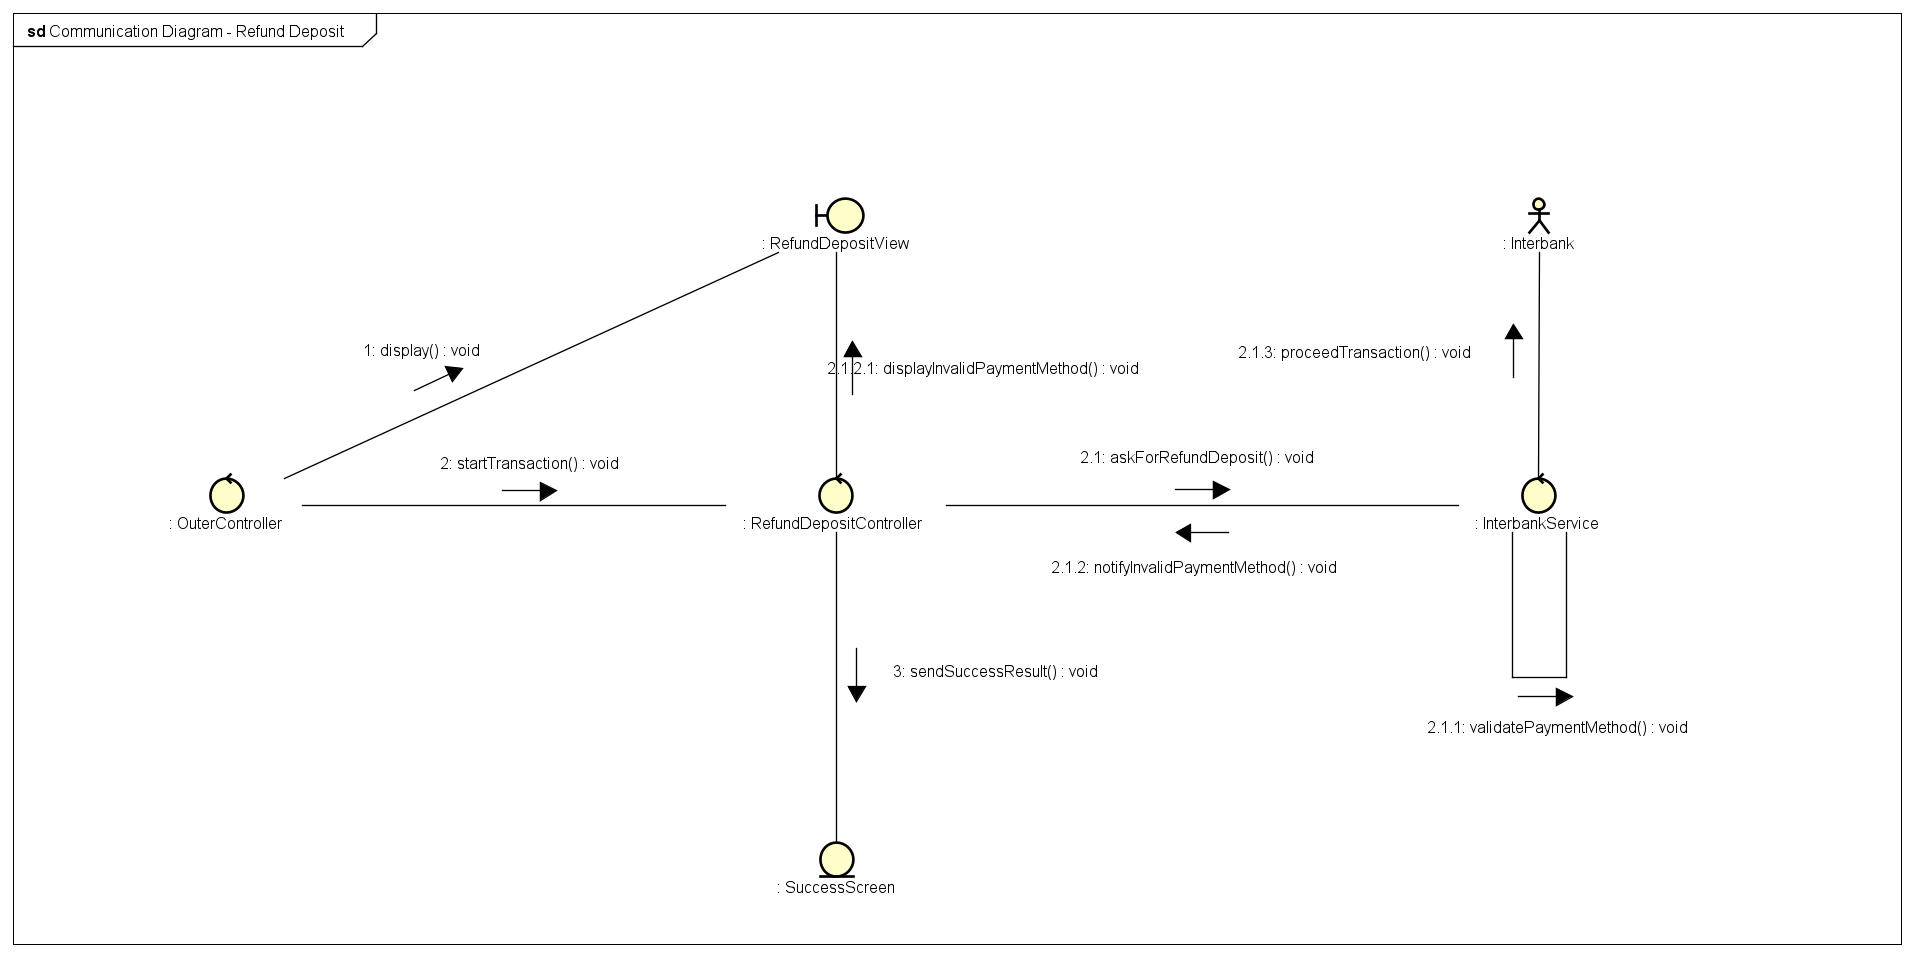 sd Communication Diagram - Refund Deposit
: RefundDepositView
: Interbank
1: display() : void
2.1.2.1: displayInvalidPaymentMethod() : void
2.1.3: proceedTransaction() : void
2: startTransaction() : void
2.1: askForRefundDeposit() : void
: OuterController
: RefundDepositController
: InterbankService
2.1.2: notifyInvalidPaymentMethod() : void
3: sendSuccessResult() : void
2.1.1: validatePaymentMethod() : void
: SuccessScreen